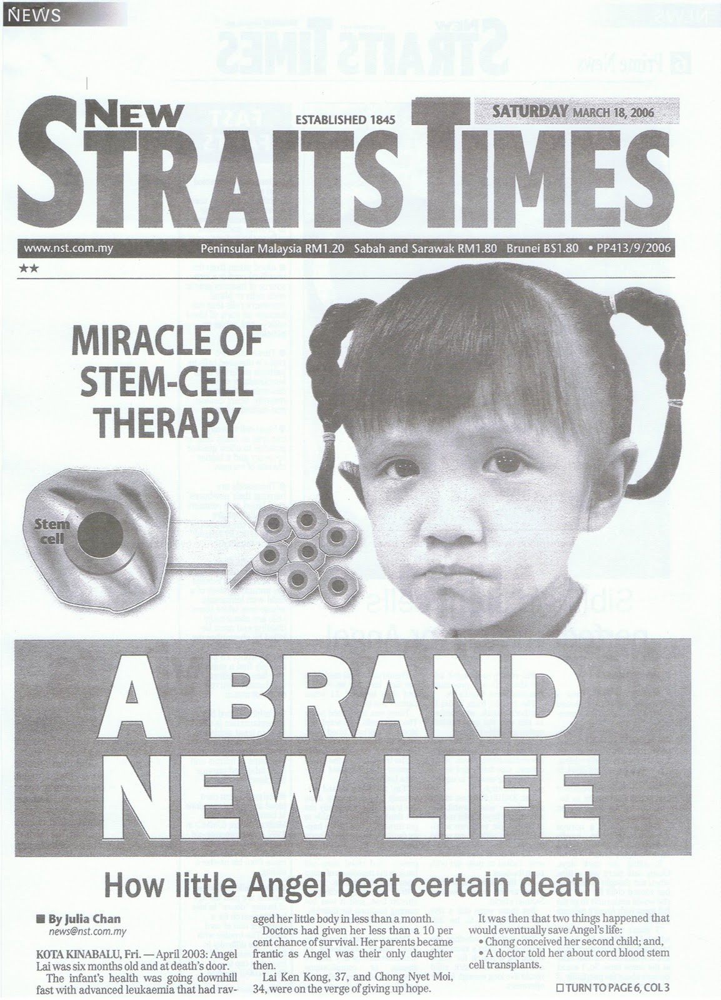 NEWS
NEW
STRAITS TIMES
ESTABLISHED 1845
SATURDAY MARCH 18, 2006
www.nst.com.my
Peninsular Malaysia RM1.20 Sabah and Sarawak RM1.80 Brunei B$1.80 • PP413/9/2006
★★
MIRACLE OF
STEM-CELL
THERAPY
Stem
cell
A BRAND
NEW LIFE
How little Angel beat certain death
■ By Julia Chan
news@nst.com.my
KOTA KINABALU, Fri. — April 2003: Angel
Lai was six months old and at death's door.
The infant's health was going downhill
fast with advanced leukaemia that had rav-
aged her little body in less than a month.
Doctors had given her less than a 10 per
cent chance of survival. Her parents became
frantic as Angel was their only daughter
then.
Lai Ken Kong, 37, and Chong Nyet Moi,
34, were on the verge of giving up hope.
It was then that two things happened that
would eventually save Angel's life:
• Chong conceived her second child; and,
• A doctor told her about cord blood stem
cell transplants.
□ TURN TO PAGE 6, COL 3